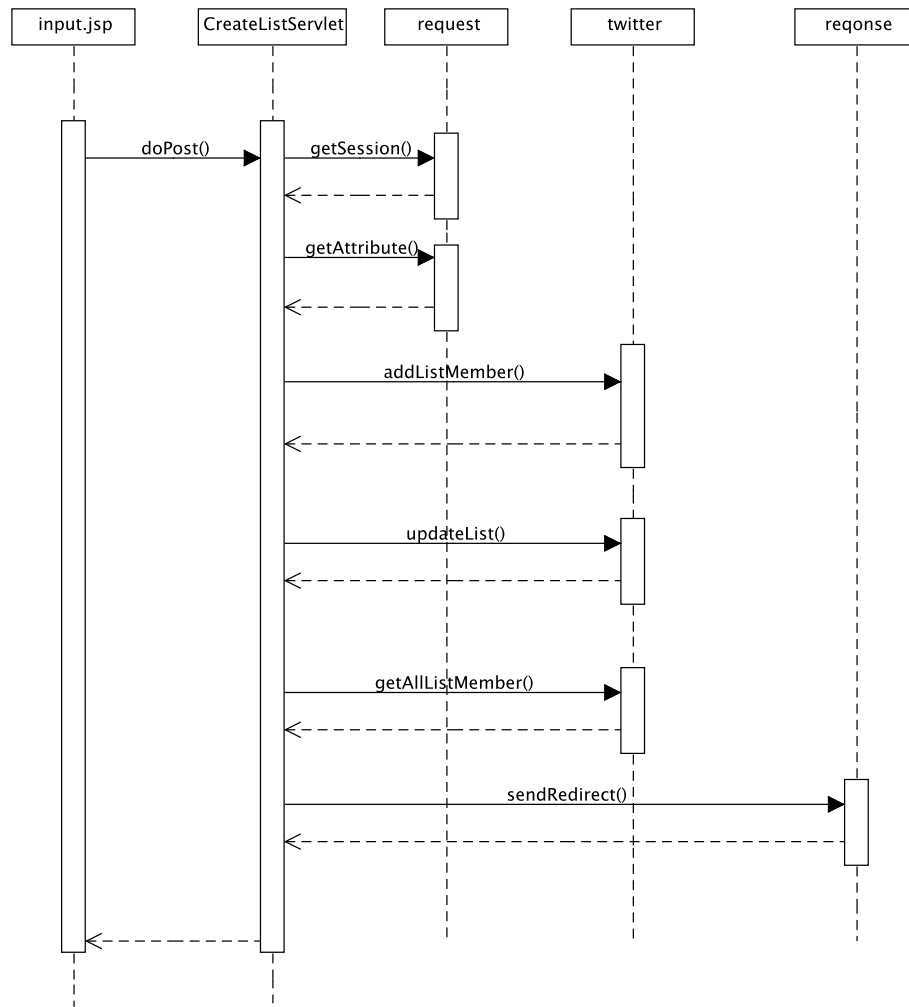 input.jsp
CreateListServlet
request
twitter
reqonse
doPost()
getSession()
getAttribute()
addListMember()
updateList()
getAllListMember()
sendRedirect()